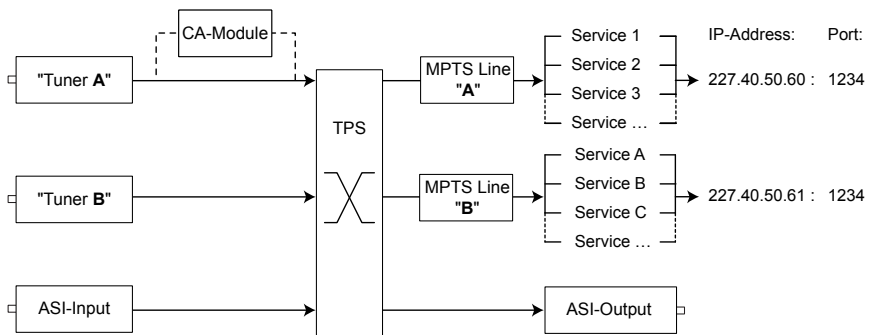 CA-Module
"Tuner A"
TPS
MPTS Line
"A"
Service 1
Service 2
Service 3
Service ...
IP-Address: Port:
227.40.50.60 : 1234
"Tuner B"
MPTS Line
"B"
Service A
Service B
Service C
Service ...
227.40.50.61 : 1234
ASI-Input
ASI-Output